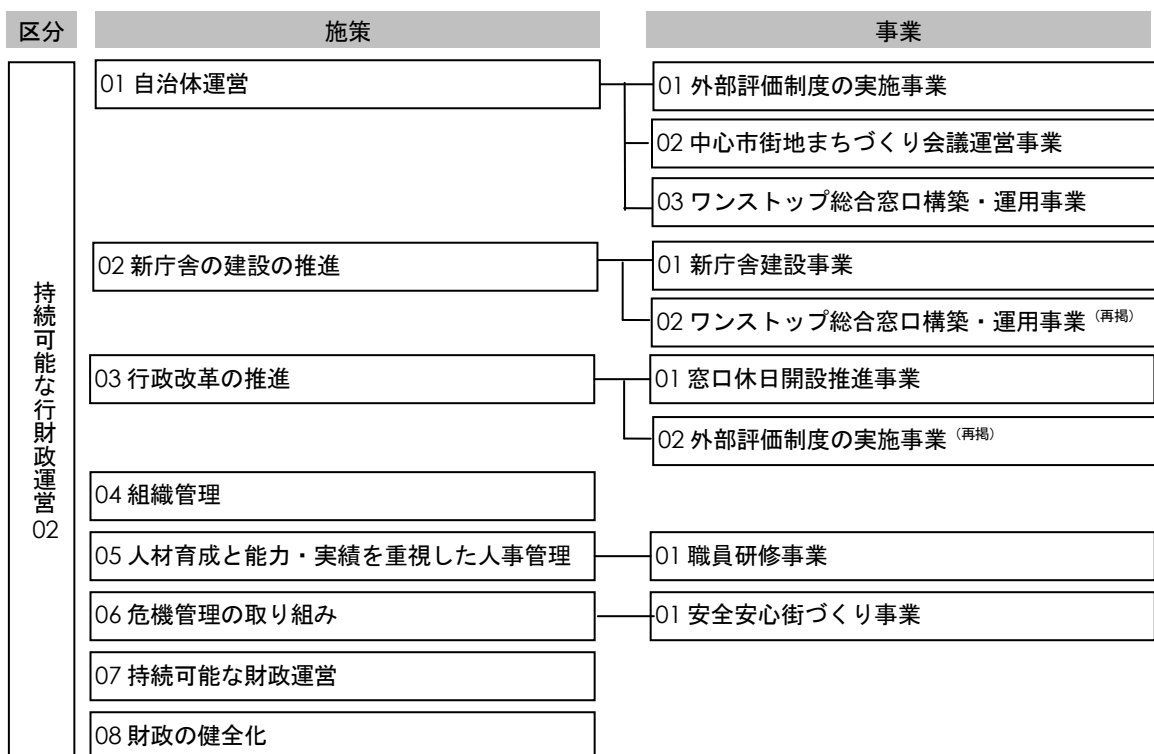 区分
施策
事業
持続可能な行財政運営
02
01 自治体運営
01 外部評価制度の実施事業
02 中心市街地まちづくり会議運営事業
03 ワンストップ総合窓口構築・運用事業
02 新庁舎の建設の推進
01 新庁舎建設事業
02 ワンストップ総合窓口構築・運用事業（再掲）
03 行政改革の推進
01 窓口休日開設推進事業
02 外部評価制度の実施事業（再掲）
04 組織管理
05 人材育成と能力・実績を重視した人事管理
01 職員研修事業
06 危機管理の取り組み
01 安全安心街づくり事業
07 持続可能な財政運営
08 財政の健全化